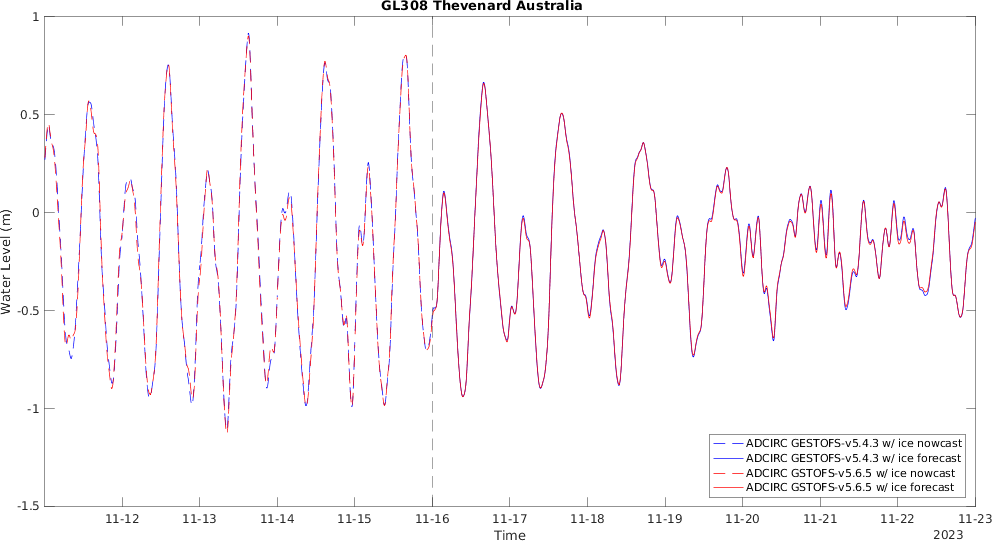 GL308 Thevenard Australia
1
0.5
0
-0.5
-1
-1.5
Water Level (m)
11-12 11-13 11-14 11-15 11-16 11-17 11-18 11-19 11-20 11-21 11-22 11-23
Time
2023
ADCIRC GESTOFS-v5.4.3 w/ ice nowcast
ADCIRC GESTOFS-v5.4.3 w/ ice forecast
ADCIRC GSTOFS-v5.6.5 w/ ice nowcast
ADCIRC GSTOFS-v5.6.5 w/ ice forecast